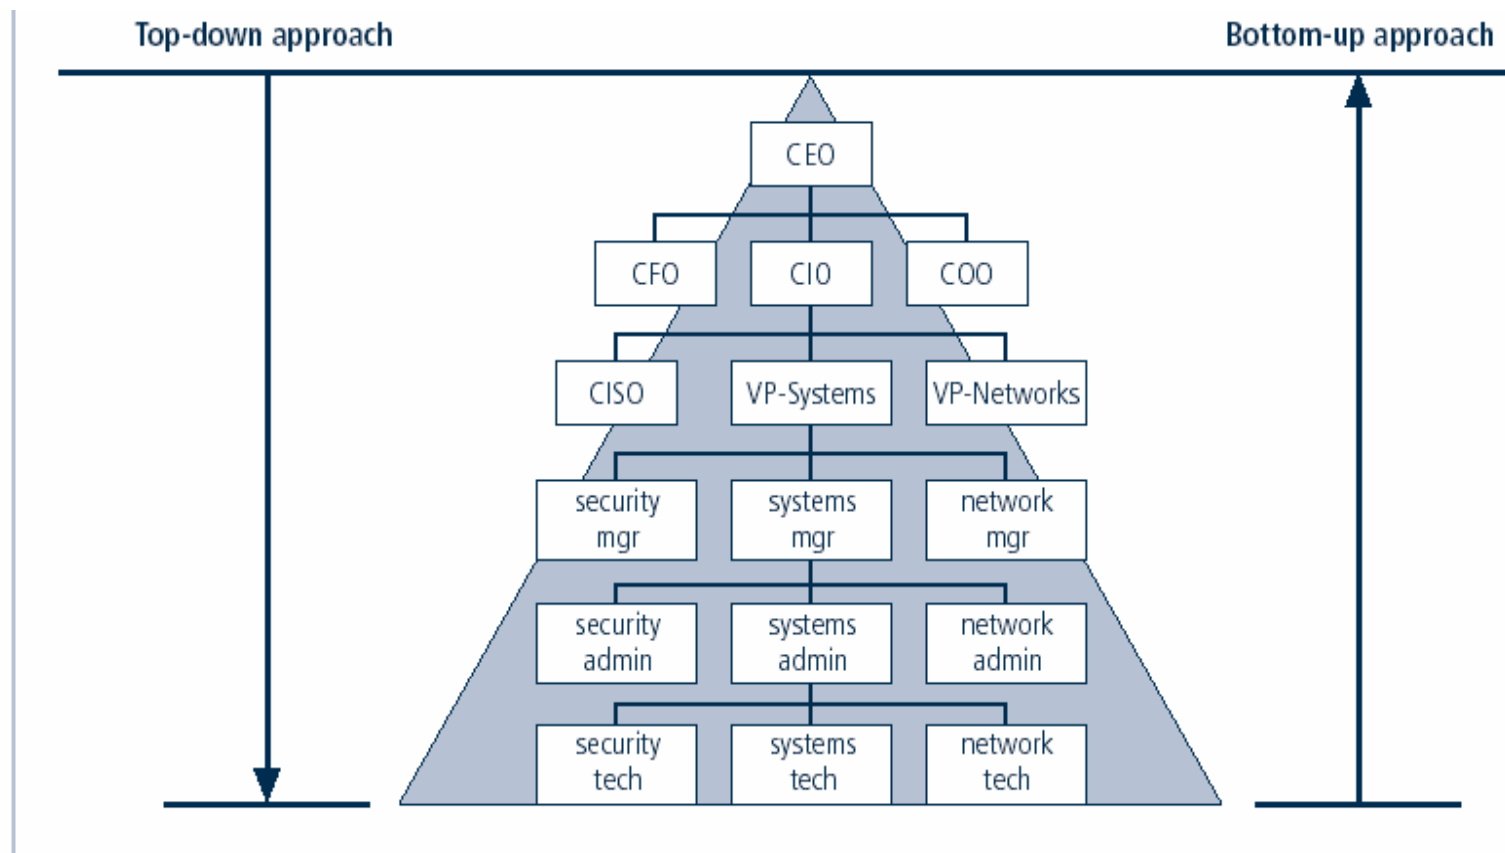 Top-down approach
Bottom-up approach
CEO
CFO
CIO
COO
CISO
VP-Systems
VP-Networks
security
mgr
systems
mgr
network
mgr
security
admin
systems
admin
network
admin
security
tech
systems
tech
network
tech